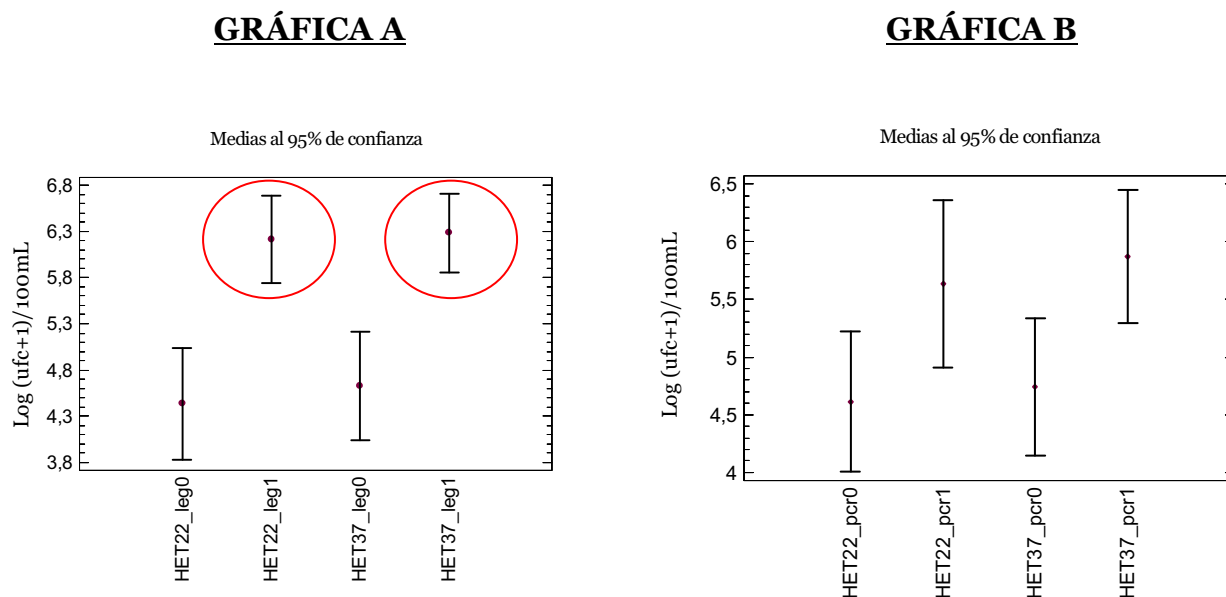 GRÁFICA A
Medias al 95% de confianza
Log (ufc+1)/100mL
6,8
6,3
5,8
5,3
4,8
4,3
3,8
HET22_leg0
HET22_leg1
HET37_leg0
HET37_leg1
GRÁFICA B
Medias al 95% de confianza
Log (ufc+1)/100mL
6,5
6
5,5
5
4,5
4
HET22_pcr0
HET22_pcr1
HET37_pcr0
HET37_pcr1